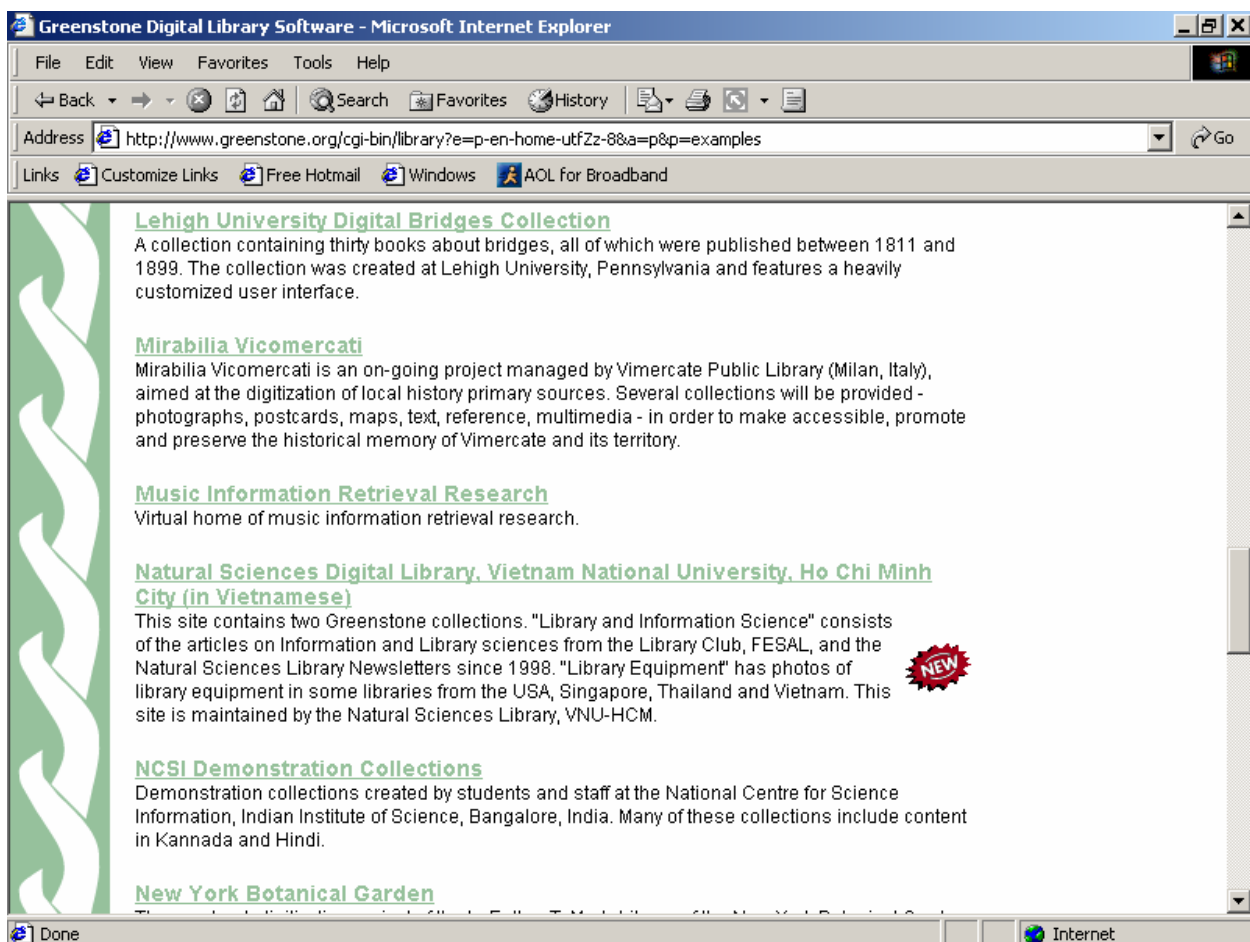 Greenstone Digital Library Software - Microsoft Internet Explorer
File Edit View Favorites Tools Help
Back Search Favorites History
Address http://www.greenstone.org/cgi-bin/library?e=p-en-home-utfZz-8&a=p&p=examples Go
Links Customize Links Free Hotmail Windows AOL for Broadband
Lehigh University Digital Bridges Collection
A collection containing thirty books about bridges, all of which were published between 1811 and
1899. The collection was created at Lehigh University, Pennsylvania and features a heavily
customized user interface.
Mirabilia Vicomercati
Mirabilia Vicomercati is an on-going project managed by Vimercate Public Library (Milan, Italy),
aimed at the digitization of local history primary sources. Several collections will be provided -
photographs, postcards, maps, text, reference, multimedia - in order to make accessible, promote
and preserve the historical memory of Vimercate and its territory.
Music Information Retrieval Research
Virtual home of music information retrieval research.
Natural Sciences Digital Library, Vietnam National University, Ho Chi Minh
City (in Vietnamese)
This site contains two Greenstone collections. "Library and Information Science" consists
of the articles on Information and Library sciences from the Library Club, FESAL, and the
Natural Sciences Library Newsletters since 1998. "Library Equipment" has photos of
library equipment in some libraries from the USA, Singapore, Thailand and Vietnam. This
site is maintained by the Natural Sciences Library, VNU-HCM.
NEW
NCSI Demonstration Collections
Demonstration collections created by students and staff at the National Centre for Science
Information, Indian Institute of Science, Bangalore, India. Many of these collections include content
in Kannada and Hindi.
New York Botanical Garden
Done Internet